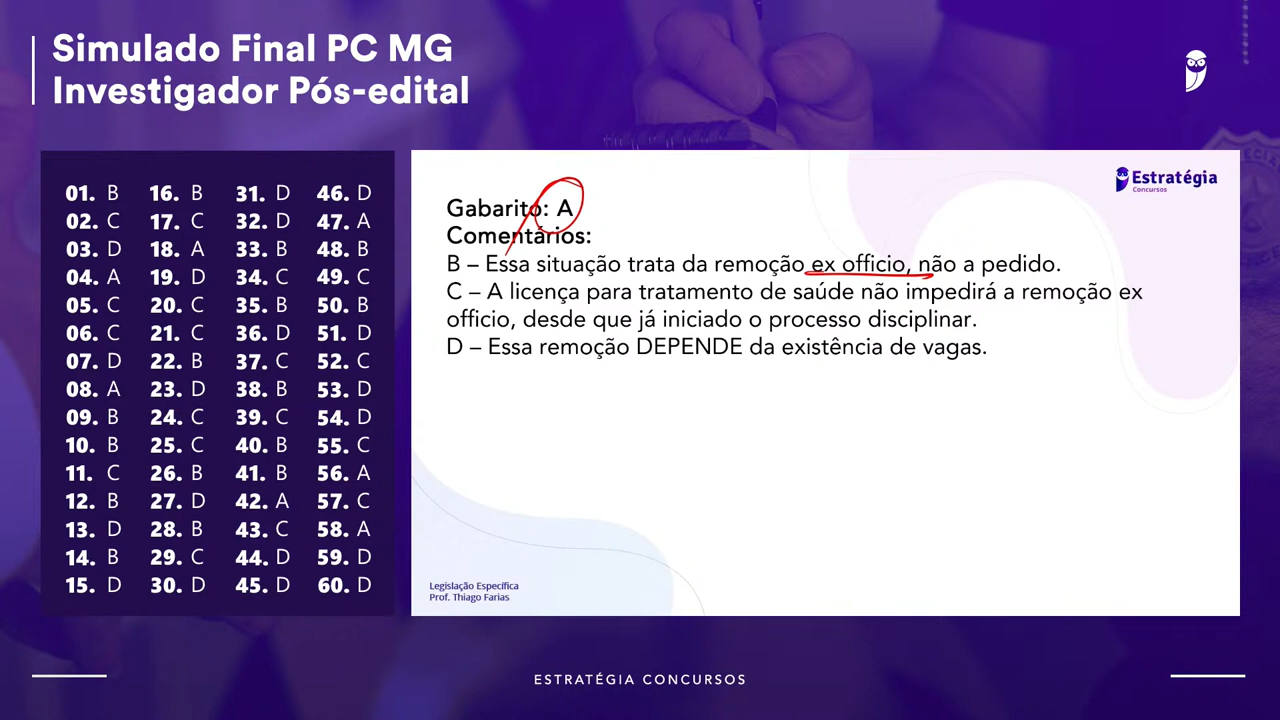 Simulado Final PC MG
Investigador Pós-edital
01. B 16. B 31. D 46. D
02. C 17. C 32. D 47. A
03. D 18. A 33. B 48. B
04. A 19. D 34. C 49. C
05. C 20. C 35. B 50. B
06. C 21. C 36. D 51. D
07. D 22. B 37. C 52. C
08. A 23. D 38. B 53. D
09. B 24. C 39. C 54. D
10. B 25. C 40. B 55. C
11. C 26. B 41. B 56. A
12. B 27. D 42. A 57. C
13. D 28. B 43. C 58. A
14. B 29. C 44. D 59. D
15. D 30. D 45. D 60. D
Estratégia
Concursos
Gabarito: A
Comentários:
B – Essa situação trata da remoção ex officio, não a pedido.
C – A licença para tratamento de saúde não impedirá a remoção ex
officio, desde que já iniciado o processo disciplinar.
D – Essa remoção DEPENDE da existência de vagas.
Legislação Específica
Prof. Thiago Farias
ESTRATÉGIA CONCURSOS